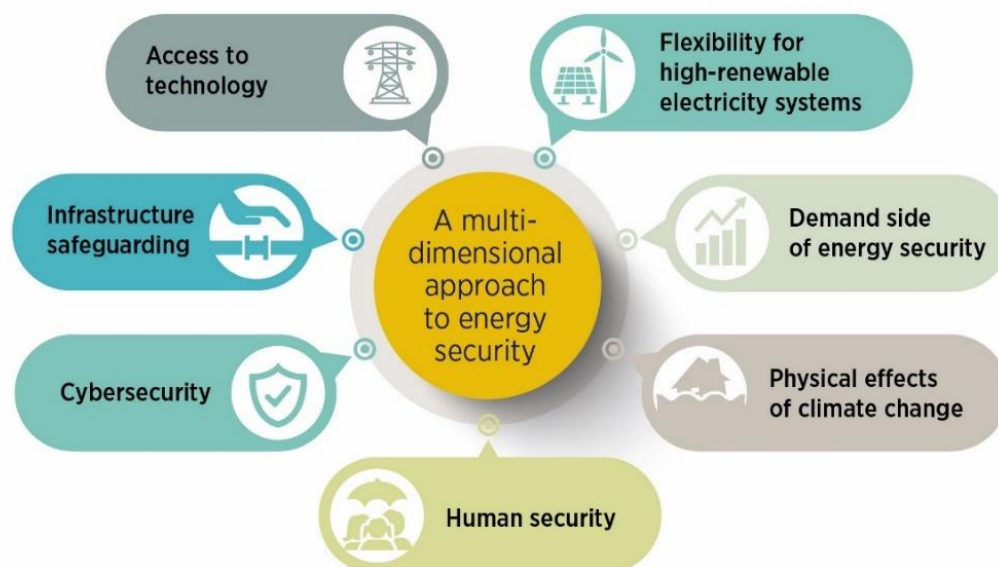 Access to
technology
Flexibility for
high-renewable
electricity systems
Infrastructure
safeguarding
A multi-
dimensional
approach
to energy
security
Demand side
of energy security
Cybersecurity
Physical effects
of climate change
Human security